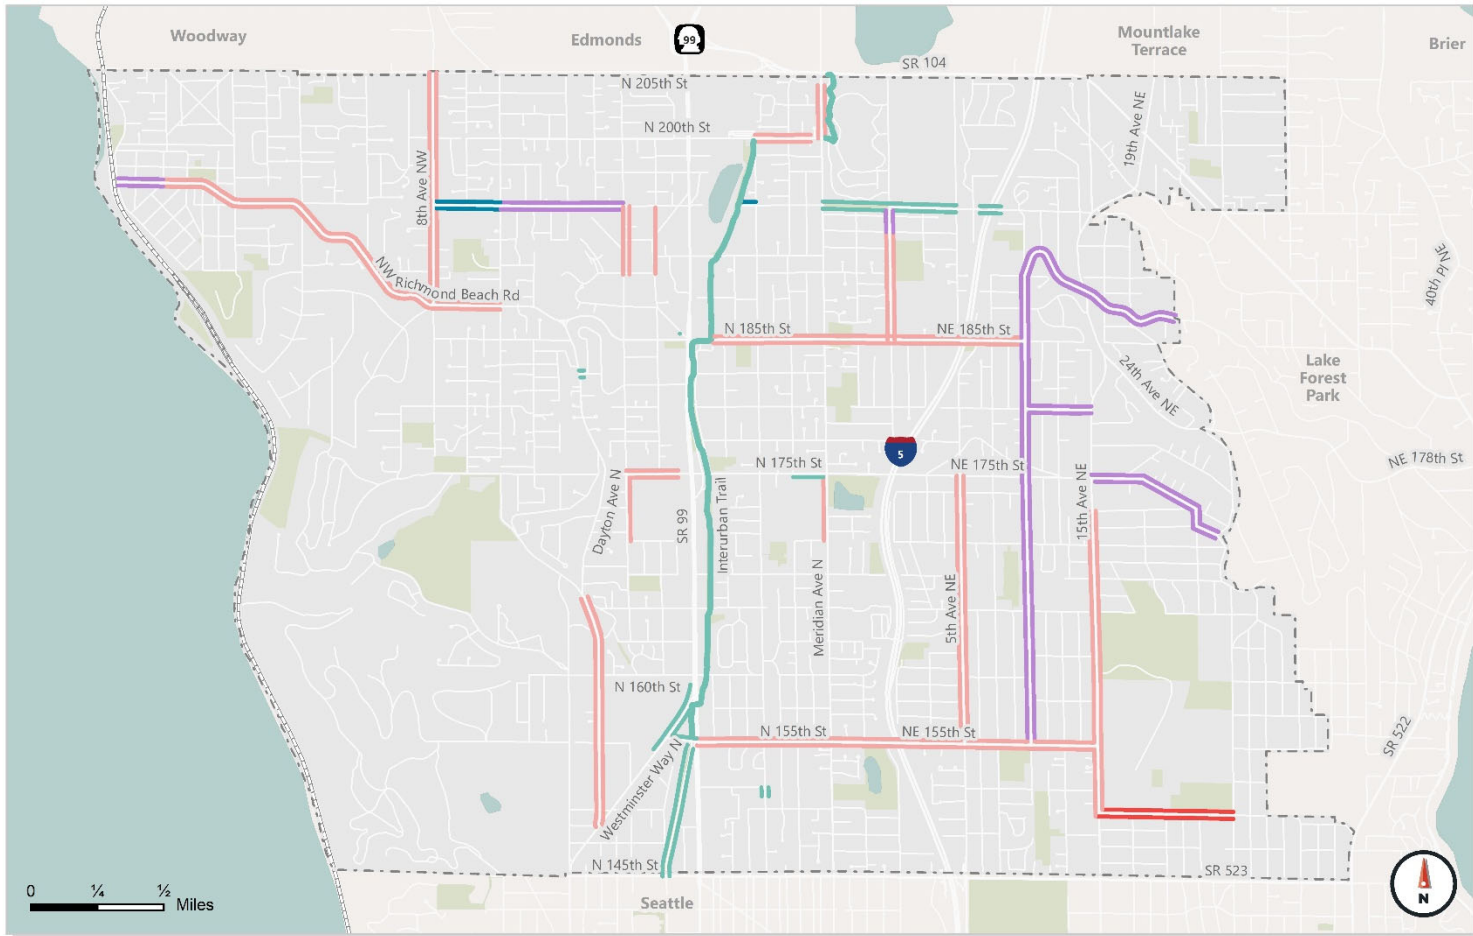 Woodway
Edmonds
99
Mountlake
Terrace
Brier
SR 104
N 205th St
N 200th St
19th Ave NE
8th Ave NW
NW Richmond Beach Rd
40th Pl NE
N 185th St
NE 185th St
24th Ave NE
Lake
Forest
Park
5
N 175th St
NE 175th St
NE 178th St
Dayton Ave N
SR 99
Interurban Trail
15th Ave NE
Meridian Ave N
5th Ave NE
N 160th St
N 155th St
NE 155th St
SR 522
Westminster Way N
N 145th St
SR 523
0 ¼ ½ Miles
Seattle
N